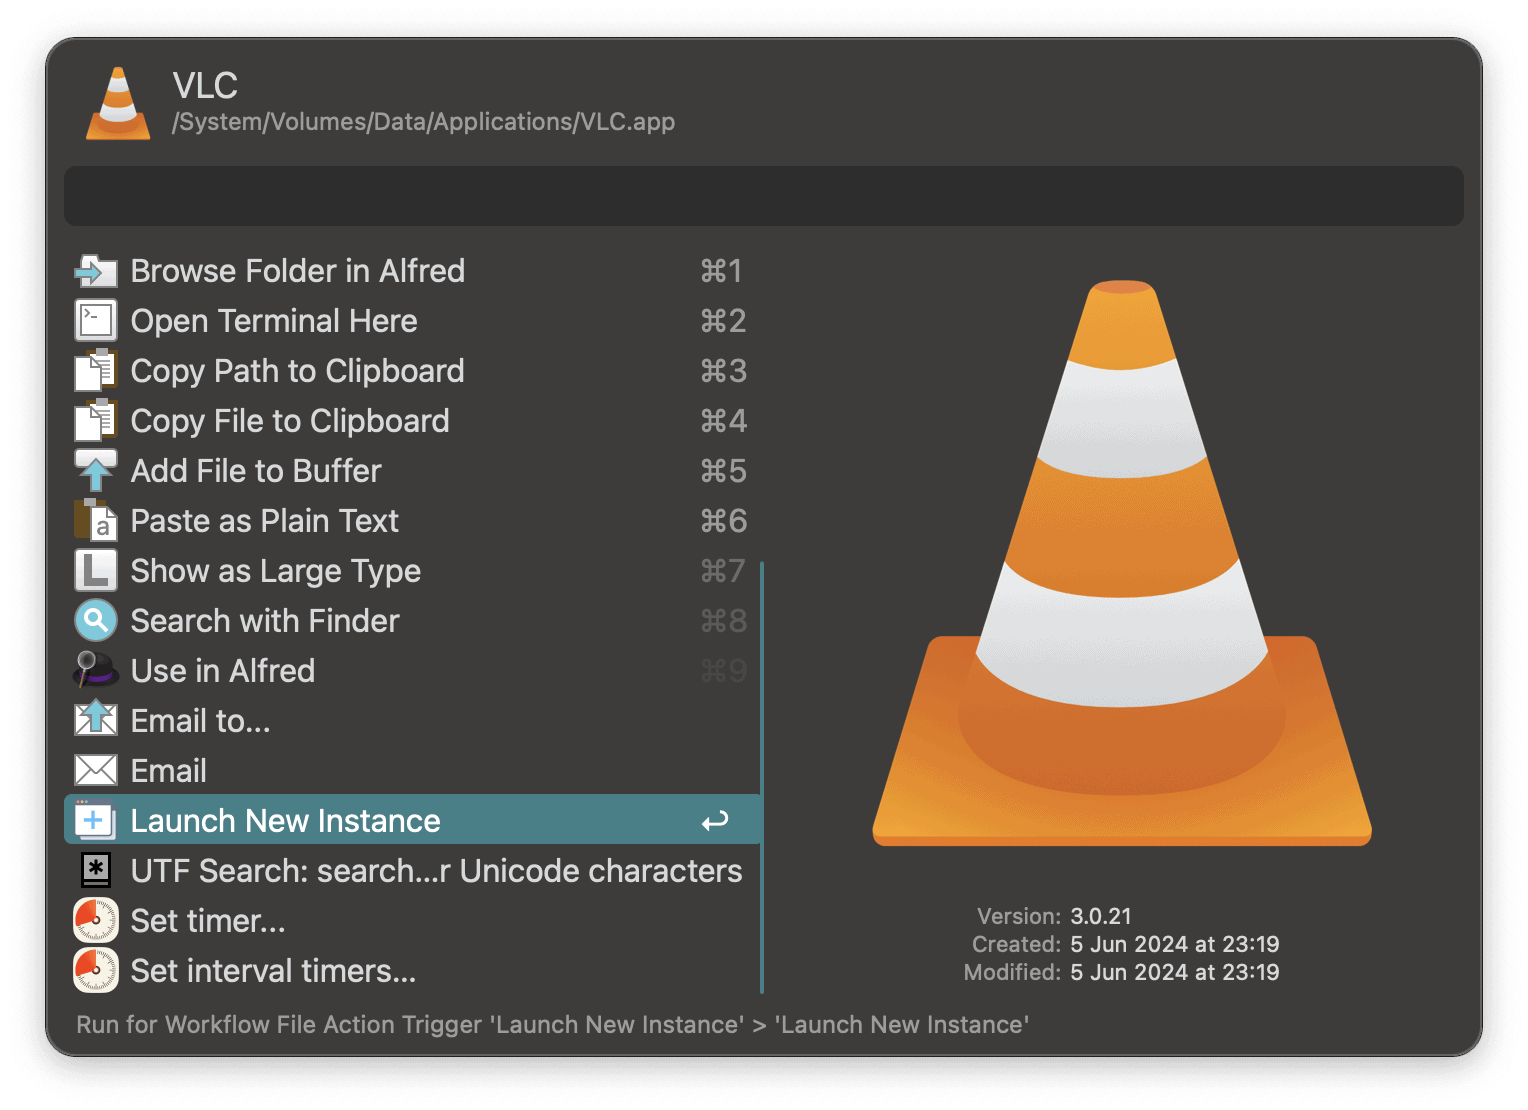 VLC
/System/Volumes/Data/Applications/VLC.app
Browse Folder in Alfred ⌘1
Open Terminal Here ⌘2
Copy Path to Clipboard ⌘3
Copy File to Clipboard ⌘4
Add File to Buffer ⌘5
Paste as Plain Text ⌘6
Show as Large Type ⌘7
Search with Finder ⌘8
Use in Alfred ⌘9
Email to...
Email
Launch New Instance ↩
UTF Search: search...r Unicode characters
Set timer...
Set interval timers...
Version: 3.0.21
Created: 5 Jun 2024 at 23:19
Modified: 5 Jun 2024 at 23:19
Run for Workflow File Action Trigger 'Launch New Instance' > 'Launch New Instance'